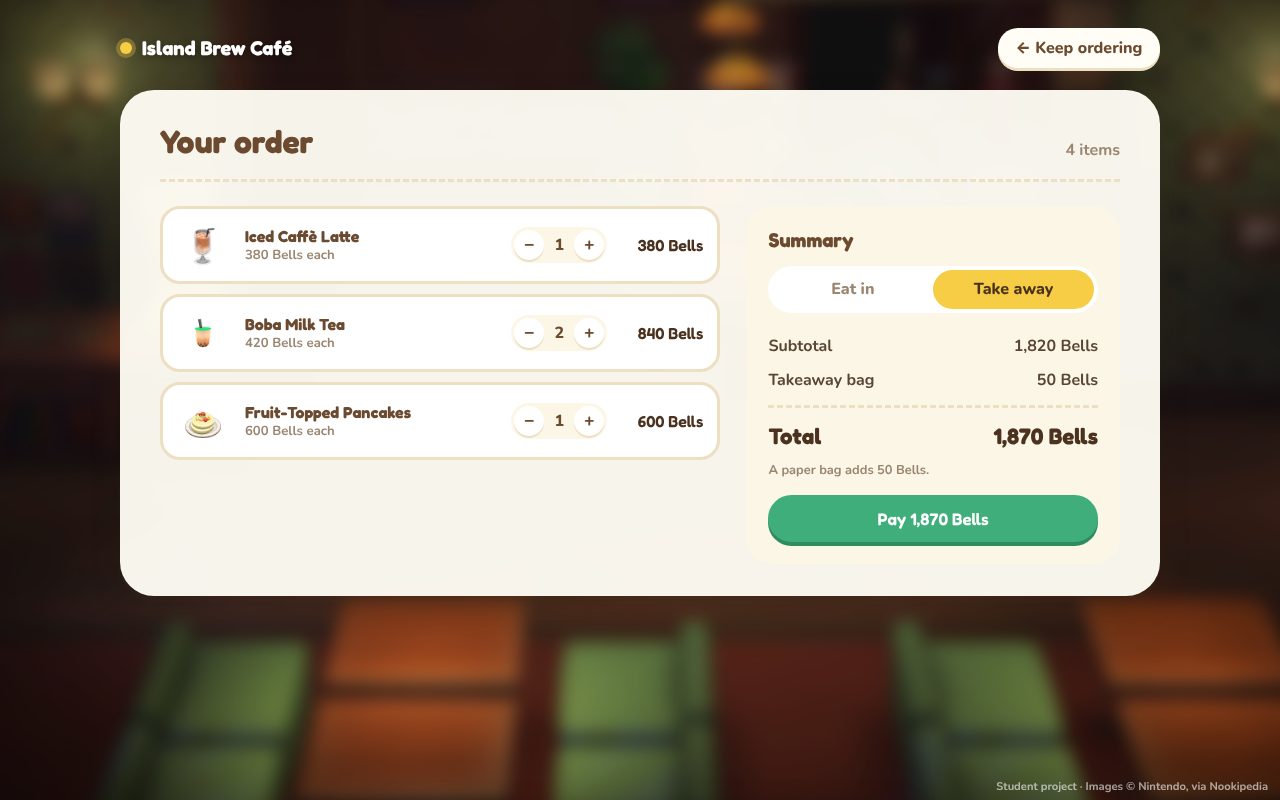 Island Brew Café
← Keep ordering
Your order
4 items
Iced Caffè Latte
380 Bells each
− 1 +
380 Bells
Boba Milk Tea
420 Bells each
− 2 +
840 Bells
Fruit-Topped Pancakes
600 Bells each
− 1 +
600 Bells
Summary
Eat in
Take away
Subtotal 1,820 Bells
Takeaway bag 50 Bells
Total 1,870 Bells
A paper bag adds 50 Bells.
Pay 1,870 Bells
Student project · Images © Nintendo, via Nookipedia